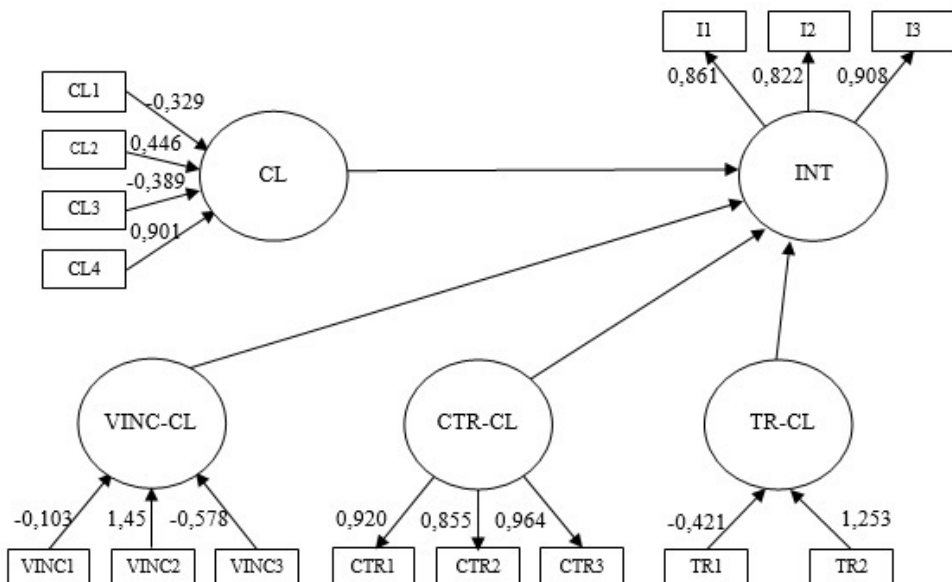 I1 I2 I3
0,861 0,822 0,908
CL1
-0,329
CL2
0,446
CL3
-0,389
CL4
0,901
CL
INT
VINC-CL
CTR-CL
TR-CL
-0,103 1,45 -0,578
0,920 0,855 0,964
-0,421 1,253
VINC1 VINC2 VINC3
CTR1 CTR2 CTR3
TR1 TR2